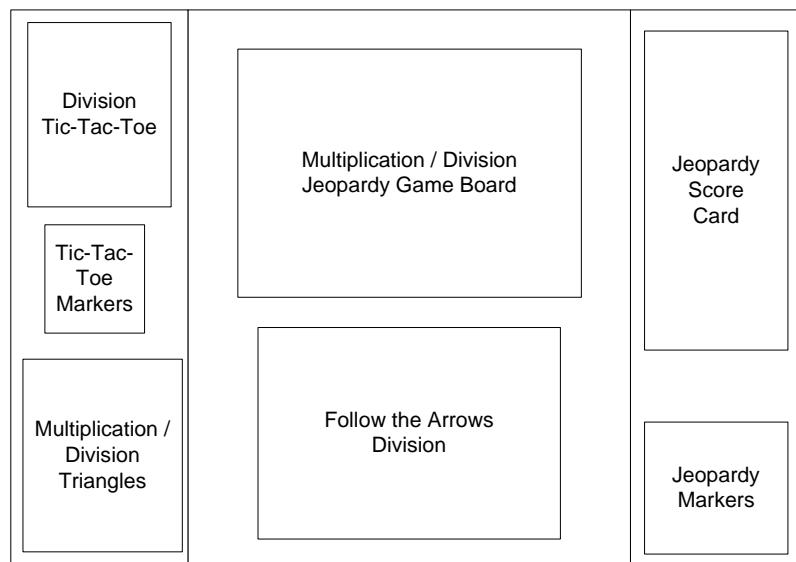 Division
Tic-Tac-Toe
Tic-Tac-
Toe
Markers
Multiplication /
Division
Triangles
Multiplication / Division
Jeopardy Game Board
Follow the Arrows
Division
Jeopardy
Score
Card
Jeopardy
Markers